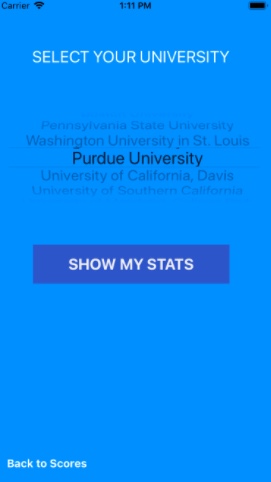 Carrier 1:11 PM
SELECT YOUR UNIVERSITY
Pennsylvania State University
Washington University in St. Louis
Purdue University
University of California, Davis
University of Southern California
SHOW MY STATS
Back to Scores